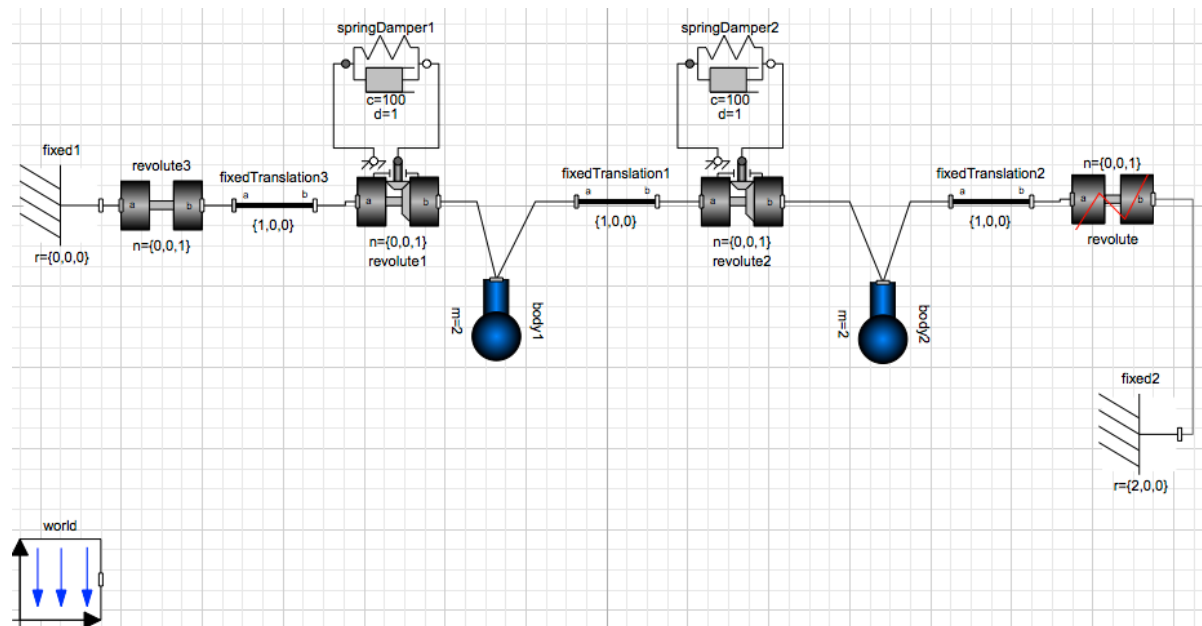 springDamper1
springDamper2
c=100
d=1
c=100
d=1
fixed1
revolute3
fixedTranslation3
fixedTranslation1
fixedTranslation2
n={0,0,1}
a
b
a
b
a
b
a
b
a
b
a
b
a
b
n={0,0,1}
{1,0,0}
n={0,0,1}
{1,0,0}
n={0,0,1}
{1,0,0}
revolute
r={0,0,0}
revolute1
revolute2
m=2
body1
m=2
body2
fixed2
r={2,0,0}
world